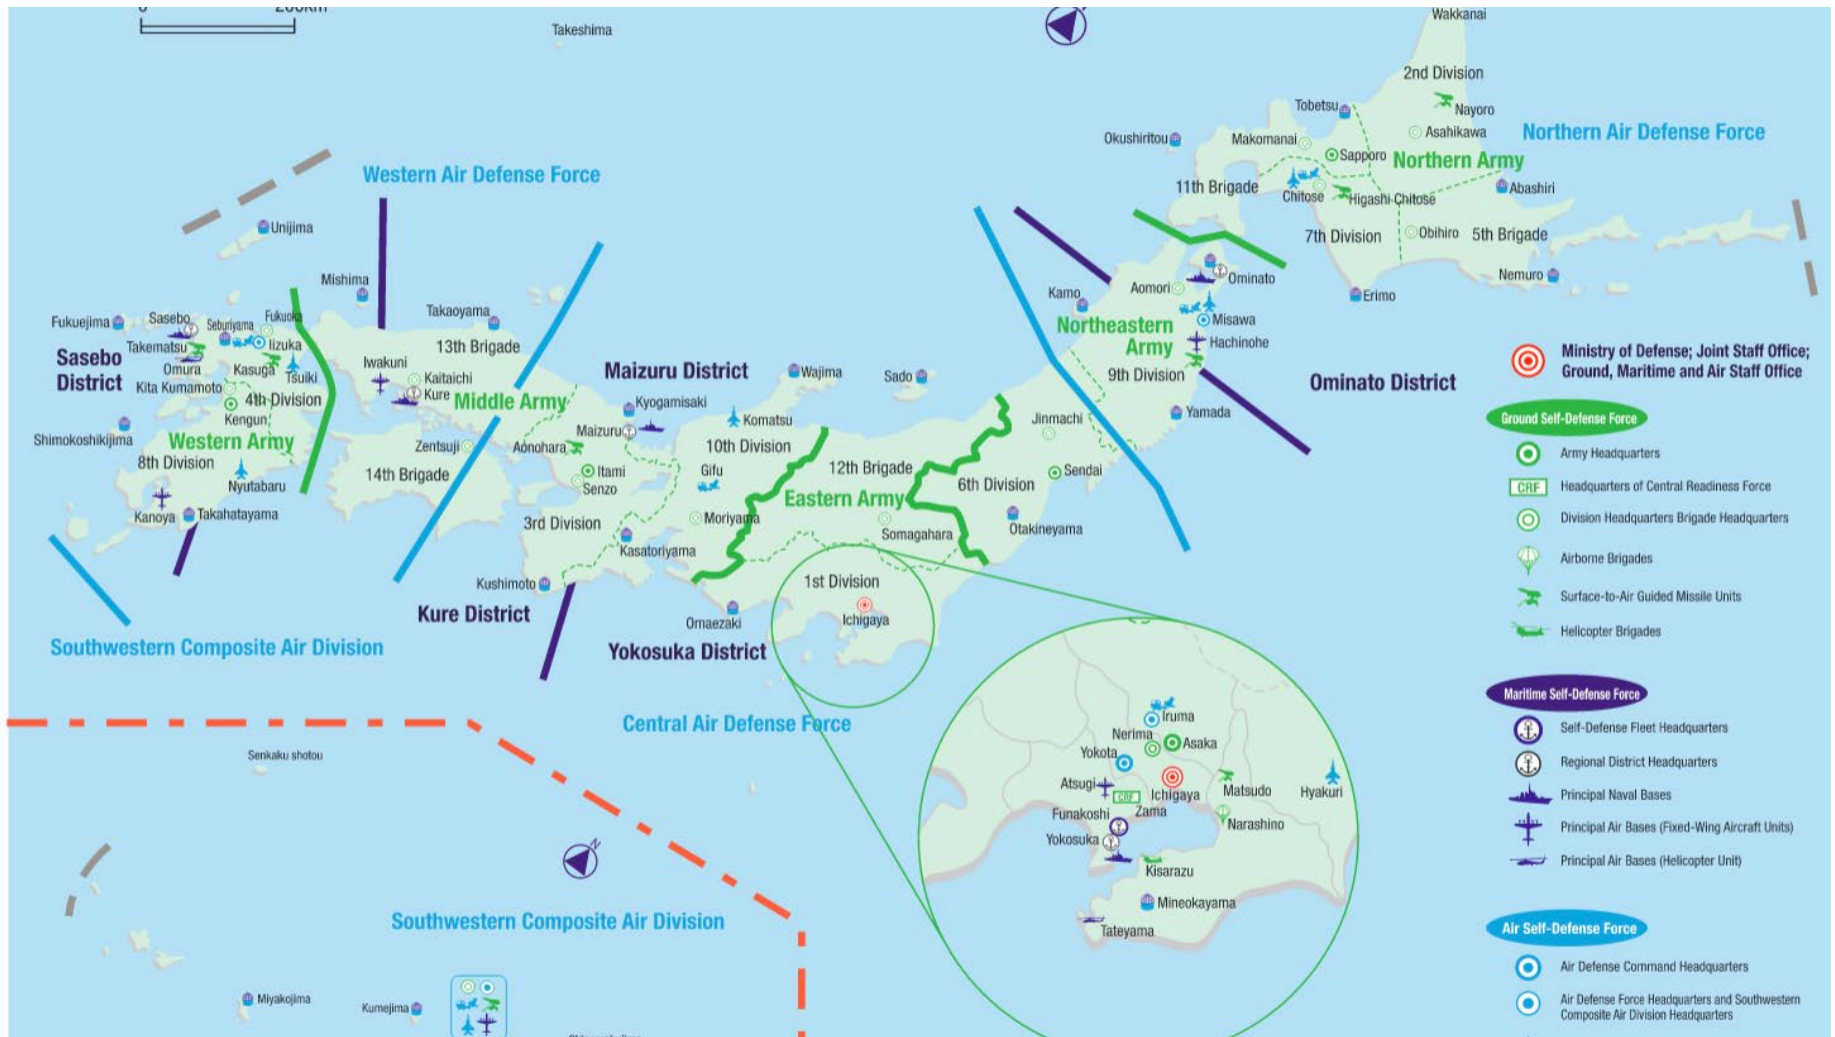 Takeshima
Wakkanai
2nd Division
Nayoro
Tobetsu
Asahikawa
Northern Air Defense Force
Okushiritou
Makomanai
Sapporo
Northern Army
Western Air Defense Force
11th Brigade
Chitose
Higashi Chitose
Abashiri
Unijima
7th Division
Obihiro
5th Brigade
Mishima
Aomori
Ominato
Nemuro
Kamo
Erimo
Takaoyama
Fukuejima
Sasebo
Seburiyama
Fukuoka
Northeastern
Army
Misawa
Hachinohe
Takematsu
Iizuka
13th Brigade
Sasebo
District
Omura
Kasuga
Tsuiki
Iwakuni
Kaitaichi
Kure
Maizuru District
Wajima
Sado
9th Division
Ominato District
Kita Kumamoto
4th Division
Middle Army
Kyogamisaki
Komatsu
Yamada
Kengun
Maizuru
Jinmachi
Shimokoshikijima
Western Army
Zentsuji
Aonohara
10th Division
8th Division
14th Brigade
Itami
Gifu
12th Brigade
Sendai
Nyutabaru
Senzo
Eastern Army
6th Division
Kanoya
Takahatayama
3rd Division
Moriyama
Somagahara
Otakineyama
Kasatoriyama
Kushimoto
1st Division
Kure District
Omaezaki
Ichigaya
Southwestern Composite Air Division
Yokosuka District
Central Air Defense Force
Senkaku shotou
N
Southwestern Composite Air Division
Miyakojima
Kumejima
Iruma
Nerima
Asaka
Yokota
Atsugi
Ichigaya
Matsudo
Hyakuri
CRF
Zama
Funakoshi
Narashino
Yokosuka
Kisarazu
Mineokayama
Tateyama
Ministry of Defense; Joint Staff Office;
Ground, Maritime and Air Staff Office
Ground Self-Defense Force
Army Headquarters
CRF Headquarters of Central Readiness Force
Division Headquarters Brigade Headquarters
Airborne Brigades
Surface-to-Air Guided Missile Units
Helicopter Brigades
Maritime Self-Defense Force
Self-Defense Fleet Headquarters
Regional District Headquarters
Principal Naval Bases
Principal Air Bases (Fixed-Wing Aircraft Units)
Principal Air Bases (Helicopter Unit)
Air Self-Defense Force
Air Defense Command Headquarters
Air Defense Force Headquarters and Southwestern
Composite Air Division Headquarters